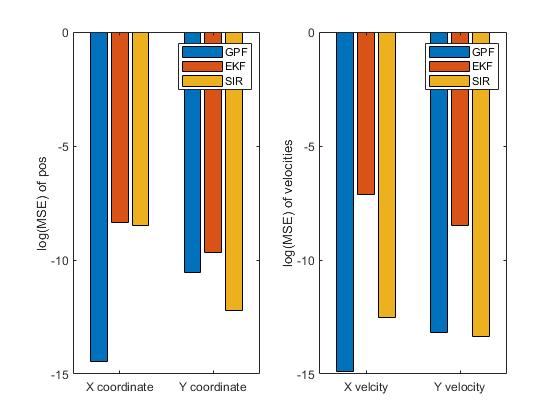 log(MSE) of pos
0
-5
-10
-15
GPF
EKF
SIR
X coordinate
Y coordinate
log(MSE) of velocities
0
-5
-10
-15
GPF
EKF
SIR
X velcity
Y velocity